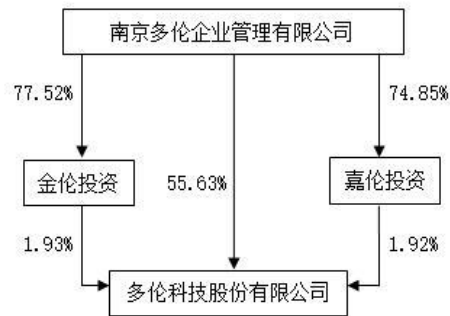 南京多伦企业管理有限公司
77.52%
74.85%
金伦投资
55.63%
嘉伦投资
1.93%
1.92%
多伦科技股份有限公司